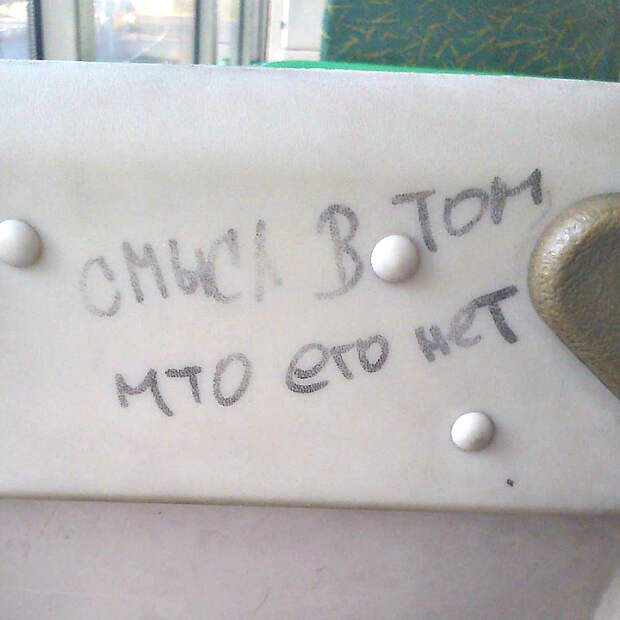 смысл в том
что его нет